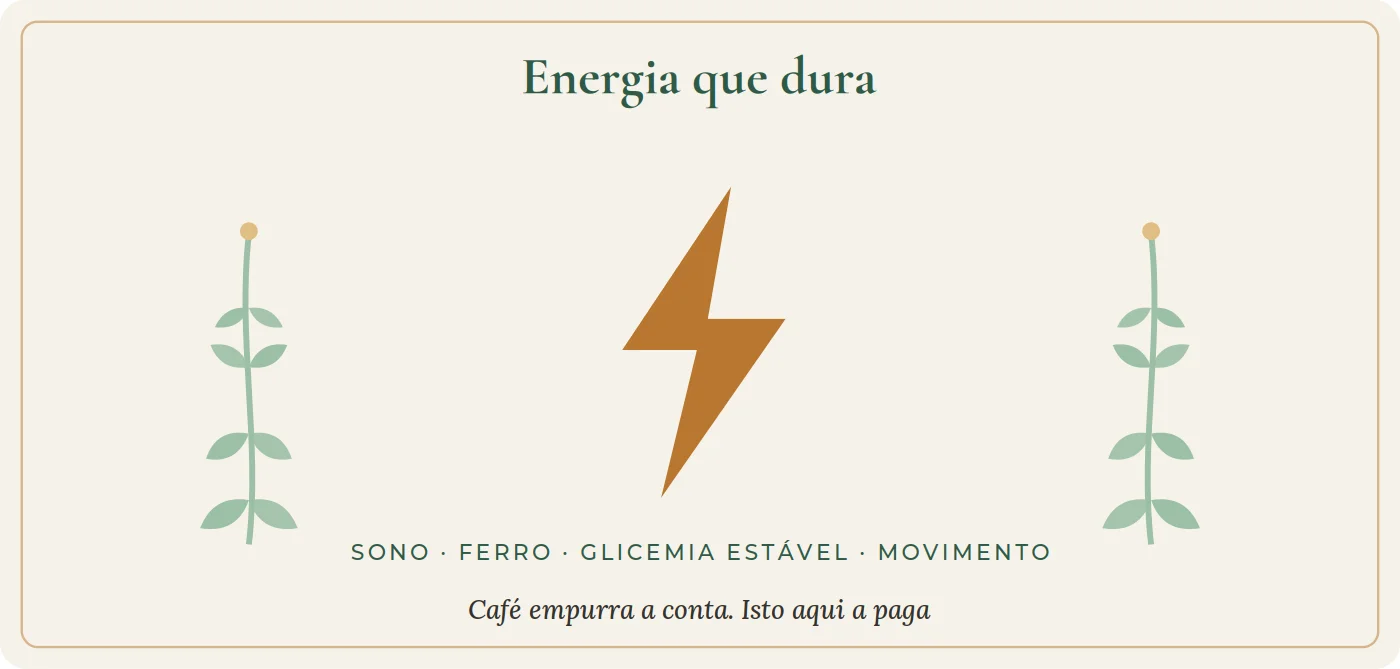 Energia que dura
SONO · FERRO · GLICEMIA ESTÁVEL · MOVIMENTO
Café empurra a conta. Isto aqui a paga